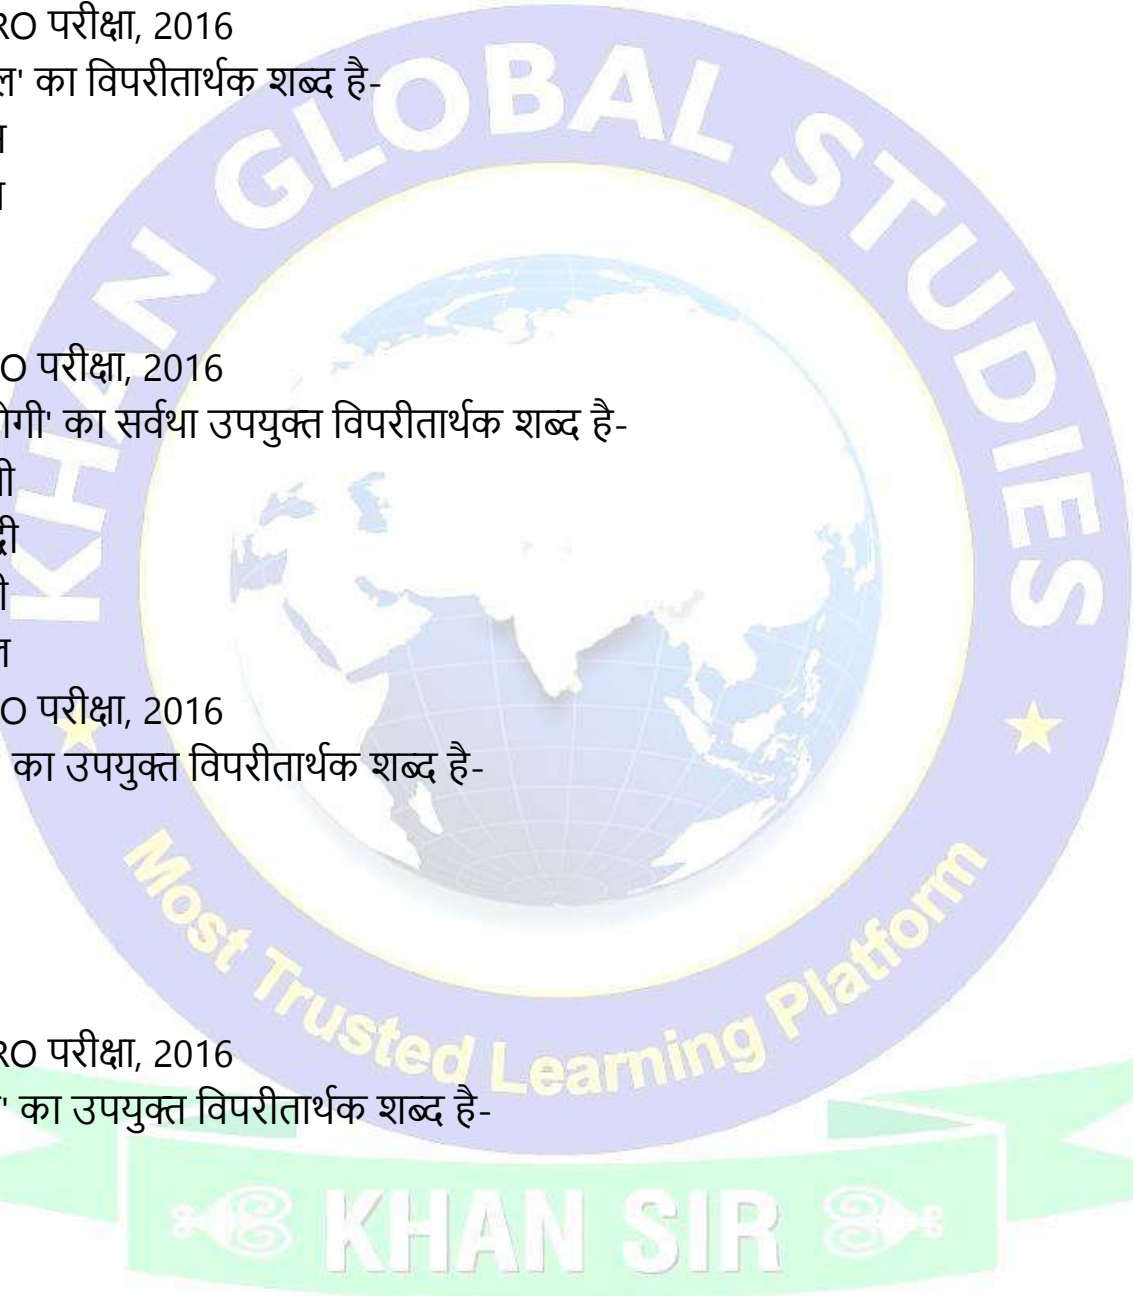 RO परीक्षा, 2016
ल' का विपरीतार्थक शब्द है-
O परीक्षा, 2016
ोगी' का सर्वथा उपयुक्त विपरीतार्थक शब्द है-
ी
द्वी
ी
O परीक्षा, 2016
' का उपयुक्त विपरीतार्थक शब्द है-
RO परीक्षा, 2016
' का उपयुक्त विपरीतार्थक शब्द है-
KHAN GLOBAL STUDIES
Most Trusted Learning Platform
KHAN SIR